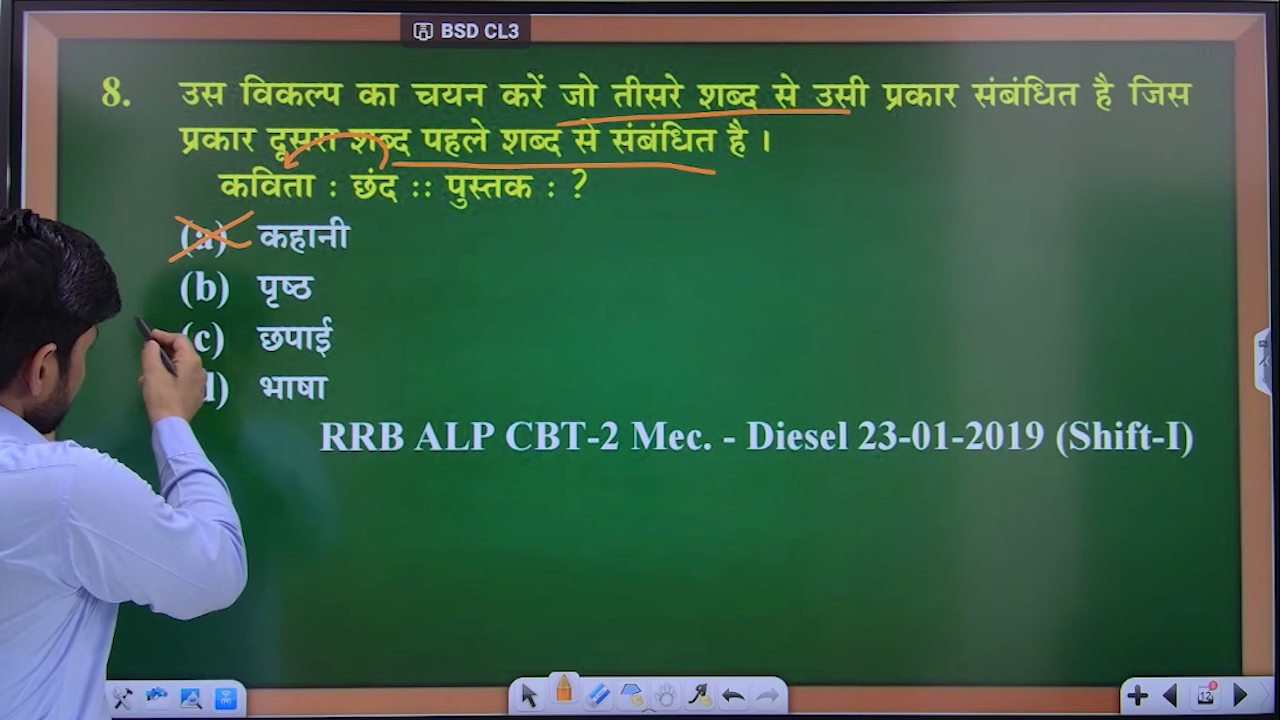 BSD CL3
8. उस विकल्प का चयन करें जो तीसरे शब्द से उसी प्रकार संबंधित है जिस
प्रकार दूसरा शब्द पहले शब्द से संबंधित है ।
कविता : छंद :: पुस्तक : ?
(a) कहानी
(b) पृष्ठ
(c) छपाई
d) भाषा
RRB ALP CBT-2 Mec. - Diesel 23-01-2019 (Shift-I)
12